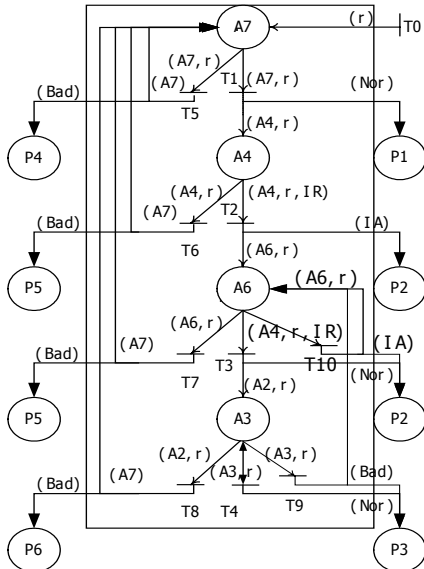 A7
(r)
T0
(A7, r)
(Bad)
(A7)
T1
(A7, r)
(Nor)
T5
(A4, r)
P4
A4
P1
(A4, r)
(A4, r, IR)
(Bad)
(A7)
T2
(IA)
T6
(A6, r)
P5
A6
(A6, r)
P2
(A6, r)
(A4, r, IR)
(Bad)
(A7)
(IA)
T7
T3
T10
(Nor)
(A2, r)
P5
A3
P2
(A2, r)
(A3, r)
(A3, r)
(Bad)
(A7)
(Bad)
T8
T4
T9
(Nor)
P6
P3